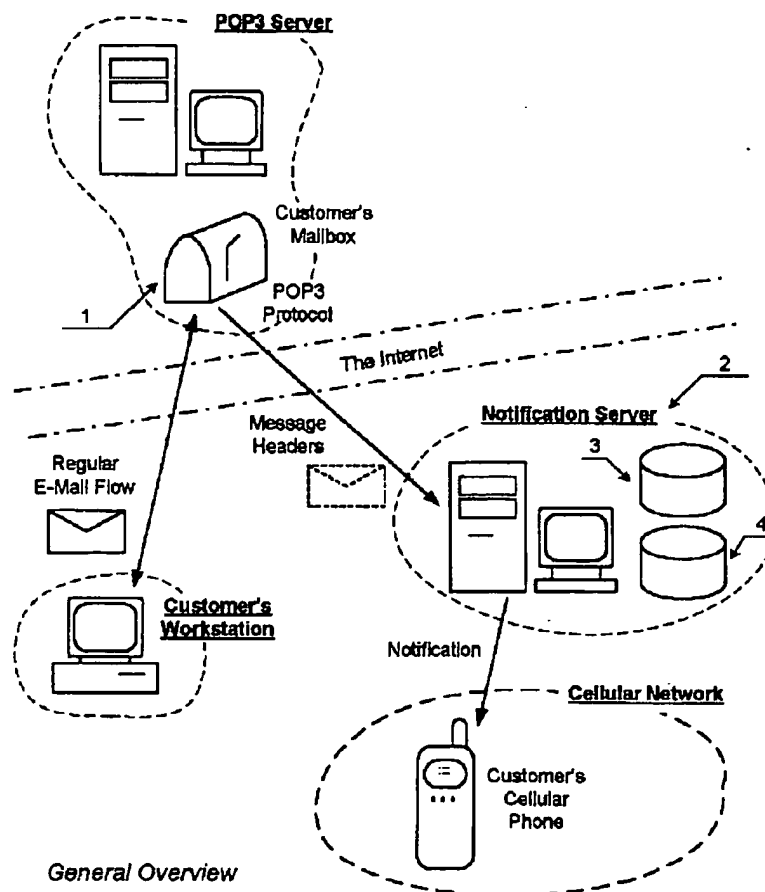 POP3 Server
Customer's
Mailbox
POP3
Protocol
1
The Internet
2
Notification Server
Message
Headers
3
Regular
E-Mail Flow
4
Customer's
Workstation
Notification
Cellular Network
Customer's
Cellular
Phone
General Overview